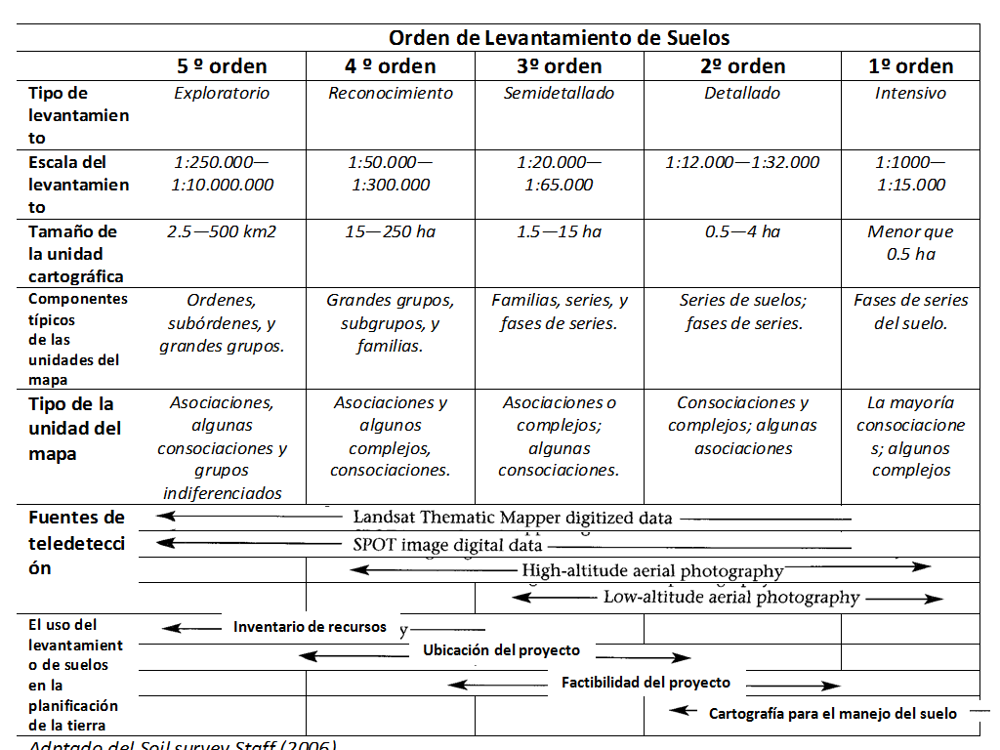 Orden de Levantamiento de Suelos
5 º orden 4 º orden 3º orden 2º orden 1º orden
Tipo de
levantamien
to
Exploratorio Reconocimiento Semidetallado Detallado Intensivo
Escala del
levantamien
to
1:250.000—
1:10.000.000
1:50.000—
1:300.000
1:20.000—
1:65.000
1:12.000—1:32.000
1:1000—
1:15.000
Tamaño de
la unidad
cartográfica
2.5—500 km2
15—250 ha
1.5—15 ha
0.5—4 ha
Menor que
0.5 ha
Componentes
típicos
de las
unidades del
mapa
Ordenes,
subórdenes, y
grandes grupos.
Grandes grupos,
subgrupos, y
familias.
Familias, series, y
fases de series.
Series de suelos;
fases de series.
Fases de series
del suelo.
Tipo de la
unidad del
mapa
Asociaciones,
algunas
consociaciones y
grupos
indiferenciados
Asociaciones y
algunos
complejos,
consociaciones.
Asociaciones o
complejos;
algunas
consociaciones.
Consociaciones y
complejos; algunas
asociaciones
La mayoría
consociacione
s; algunos
complejos
Fuentes de
teledetecci
ón
Landsat Thematic Mapper digitized data
SPOT image digital data
High-altitude aerial photography
Low-altitude aerial photography
El uso del
levantamient
o de suelos
en la
planificación
de la tierra
Inventario de recursos y
Ubicación del proyecto
Factibilidad del proyecto
Cartografía para el manejo del suelo
Adptado del Soil survey Staff (2006)